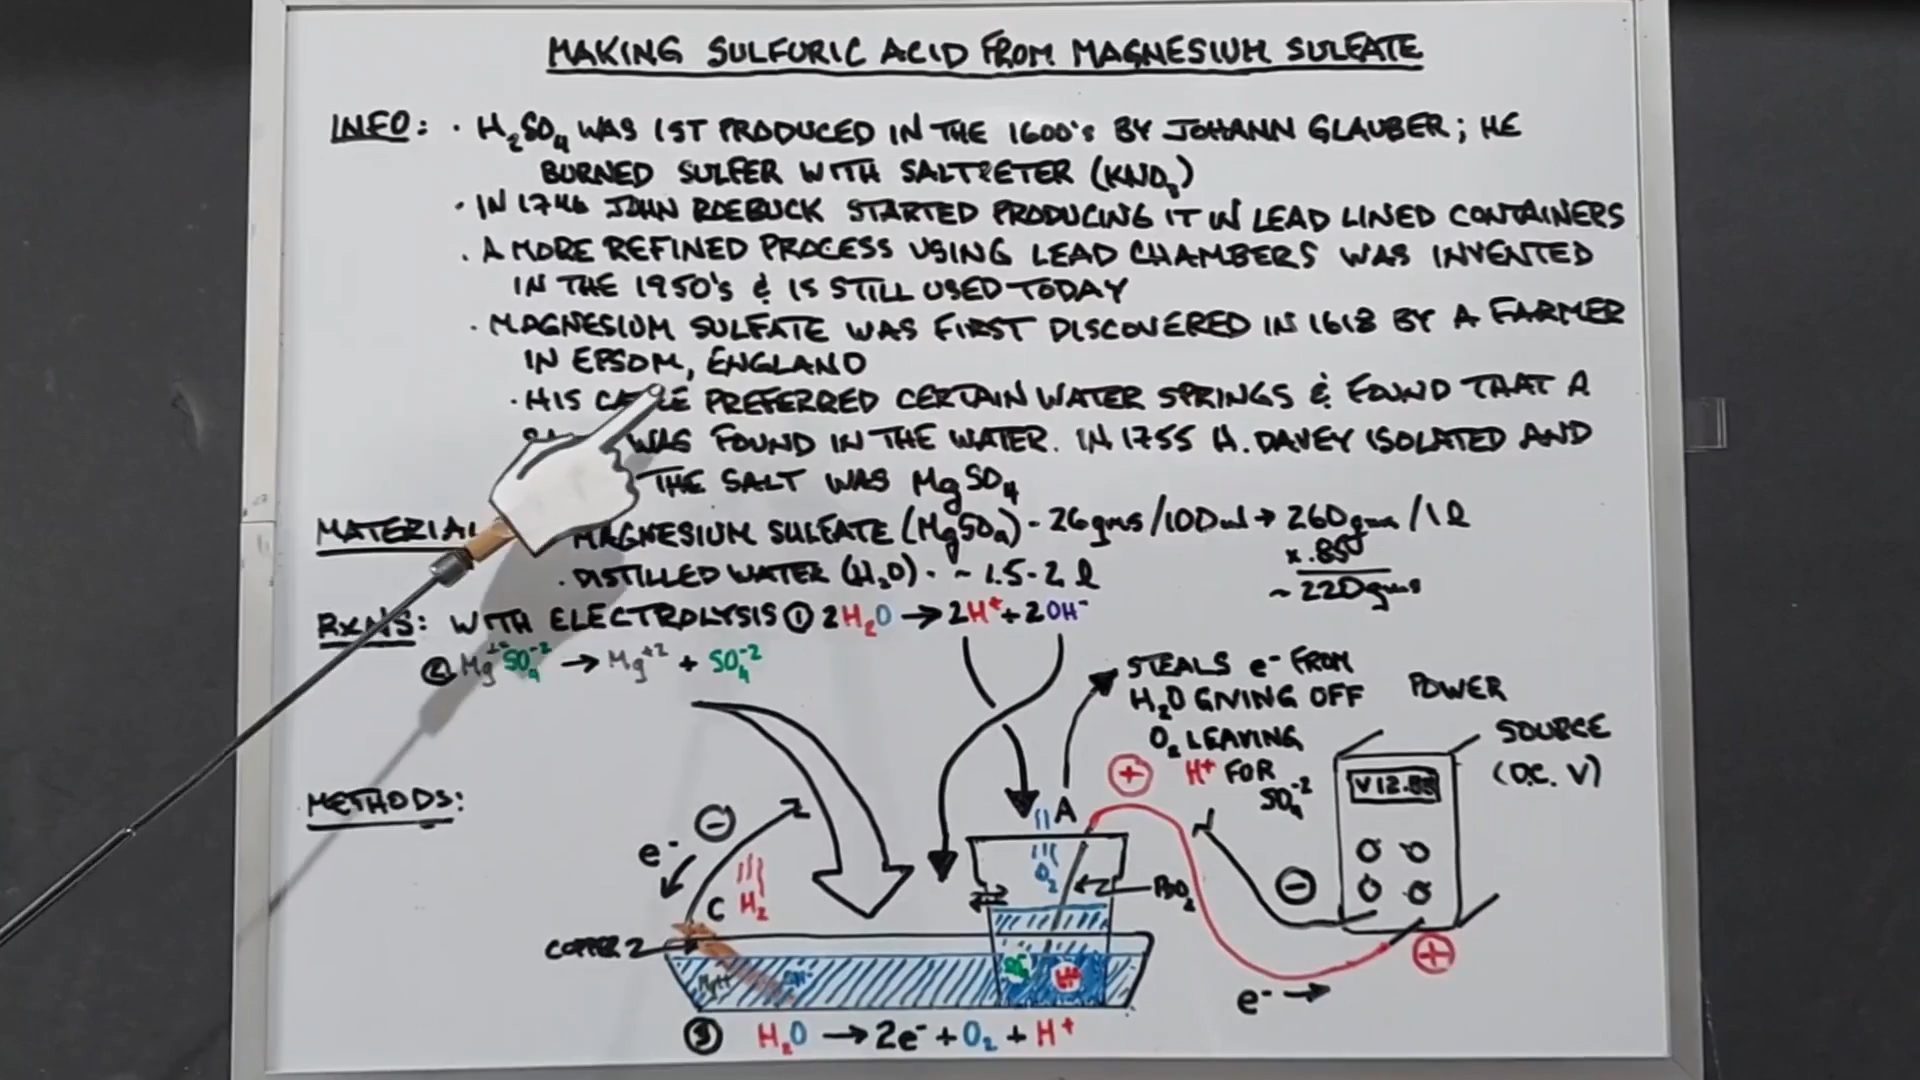 MAKING SULFURIC ACID FROM MAGNESIUM SULFATE
INFO: · H₂SO₄ WAS 1ST PRODUCED IN THE 1600's BY JOHANN GLAUBER; HE
BURNED SULFER WITH SALTPETER (KNO₃)
· IN 1746 JOHN ROEBUCK STARTED PRODUCING IT IN LEAD LINED CONTAINERS
· A MORE REFINED PROCESS USING LEAD CHAMBERS WAS INVENTED
IN THE 1950's & IS STILL USED TODAY
· MAGNESIUM SULFATE WAS FIRST DISCOVERED IN 1618 BY A FARMER
IN EPSOM, ENGLAND
· HIS PREFERRED CERTAIN WATER SPRINGS & FOUND THAT A
WAS FOUND IN THE WATER. IN 1755 H. DAVEY ISOLATED AND
THE SALT WAS MgSO₄
MATERIAL MAGNESIUM SULFATE (MgSO₄) - 26gms/100ml → 260gms/1l
x .850
~220gms
· DISTILLED WATER (H₂O) - ~1.5-2 l
RXNS: WITH ELECTROLYSIS ① 2H₂O → 2H⁺ + 2OH⁻
② Mg⁺²SO₄⁻² → Mg⁺² + SO₄⁻²
STEALS e⁻ FROM
H₂O GIVING OFF
O₂ LEAVING
H⁺ FOR
SO₄⁻²
POWER
SOURCE
(D.C. V)
V12.
METHODS:
⊖
e⁻
H₂
C
COPPER
A
O₂
PbO₂
⊕
⊖
⊕
e⁻ →
H⁺
③ H₂O → 2e⁻ + O₂ + H⁺